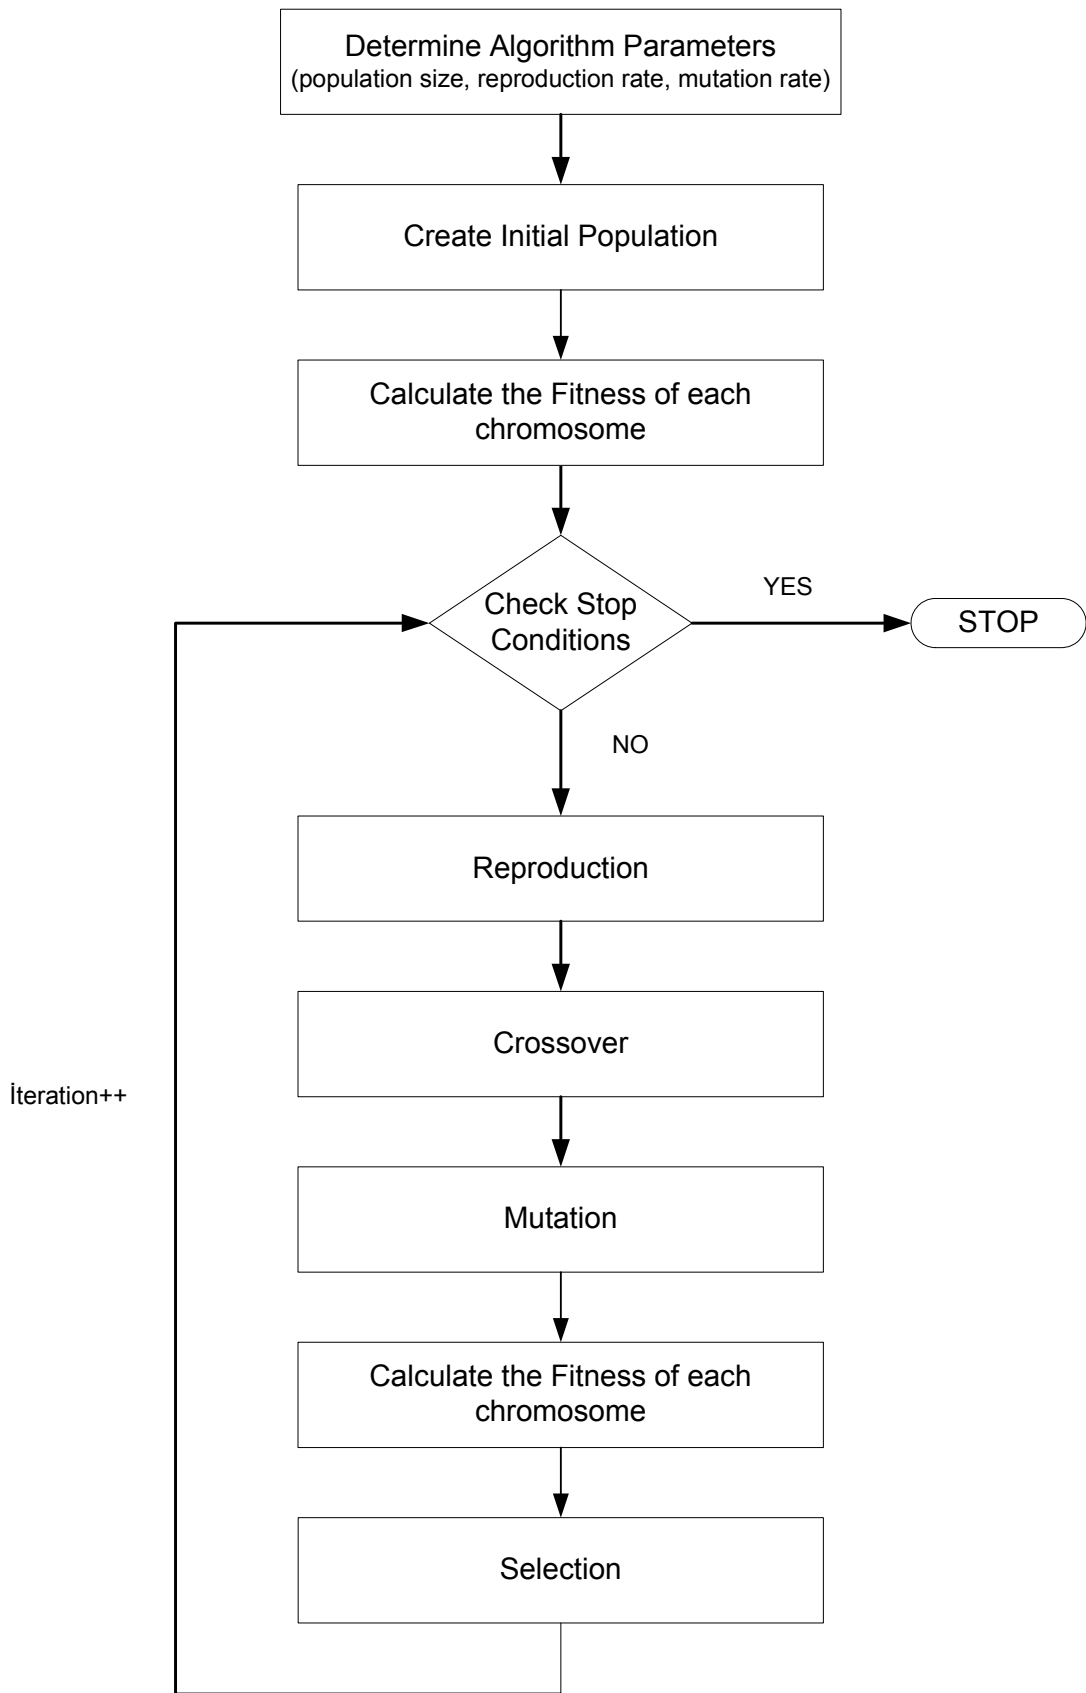 Determine Algorithm Parameters
(population size, reproduction rate, mutation rate)
Create Initial Population
Calculate the Fitness of each
chromosome
Check Stop
Conditions
YES
STOP
NO
Reproduction
Crossover
İteration++
Mutation
Calculate the Fitness of each
chromosome
Selection